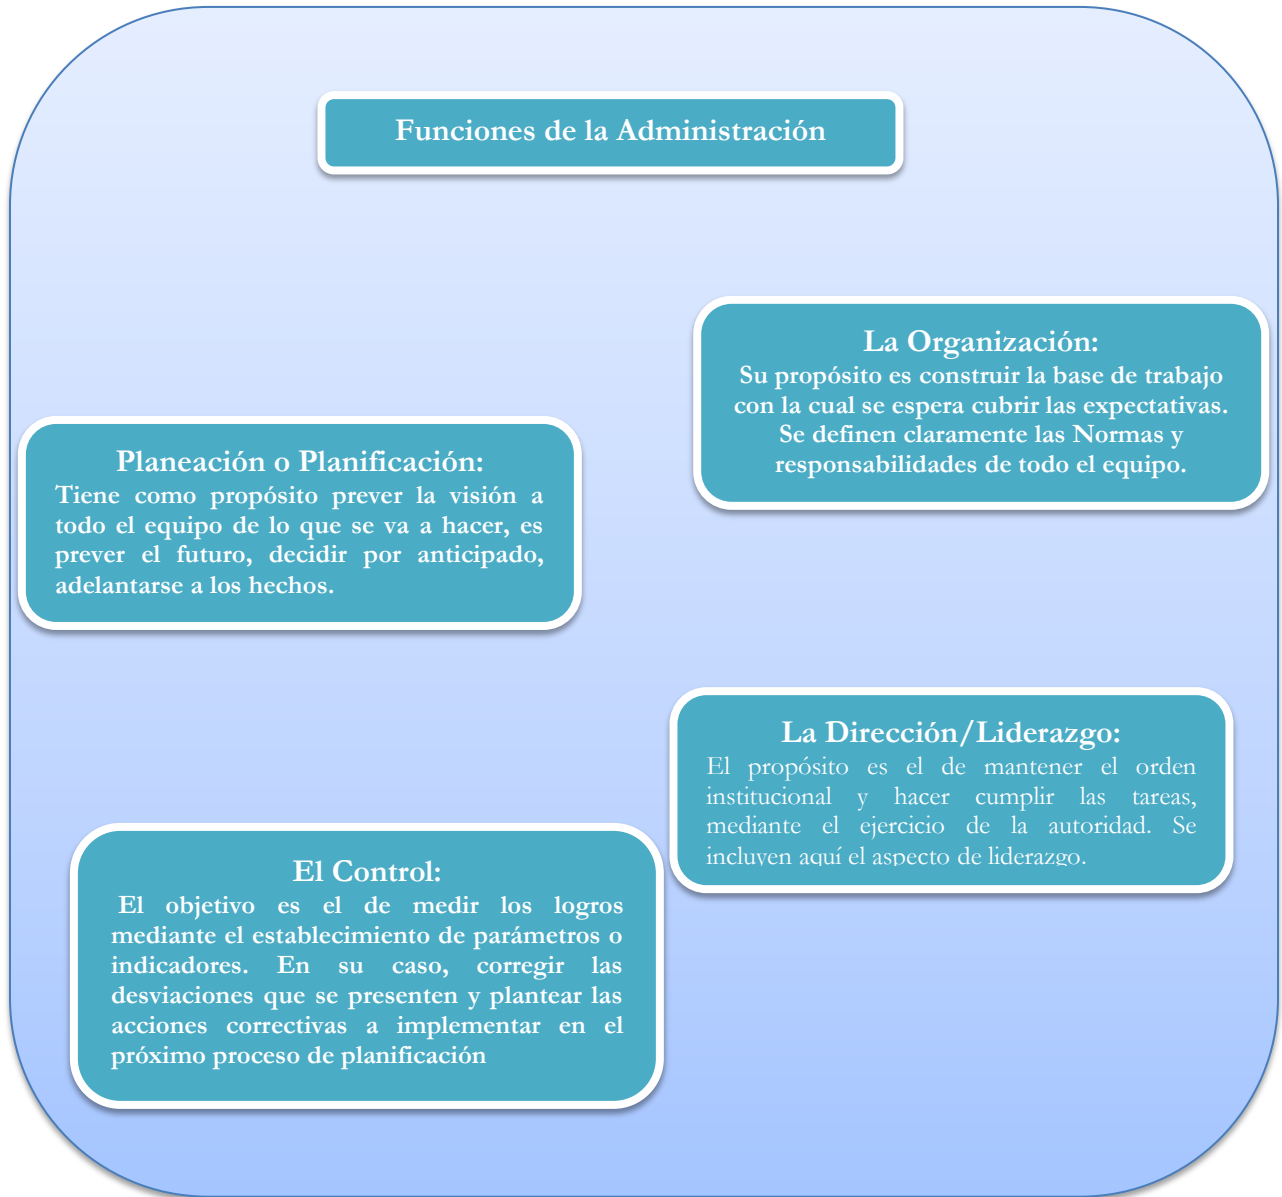 Funciones de la Administración
La Organización:
Su propósito es construir la base de trabajo
con la cual se espera cubrir las expectativas.
Se definen claramente las Normas y
responsabilidades de todo el equipo.
Planeación o Planificación:
Tiene como propósito prever la visión a
todo el equipo de lo que se va a hacer, es
prever el futuro, decidir por anticipado,
adelantarse a los hechos.
La Dirección/Liderazgo:
El propósito es el de mantener el orden
institucional y hacer cumplir las tareas,
mediante el ejercicio de la autoridad. Se
incluyen aquí el aspecto de liderazgo.
El Control:
El objetivo es el de medir los logros
mediante el establecimiento de parámetros o
indicadores. En su caso, corregir las
desviaciones que se presenten y plantear las
acciones correctivas a implementar en el
próximo proceso de planificación